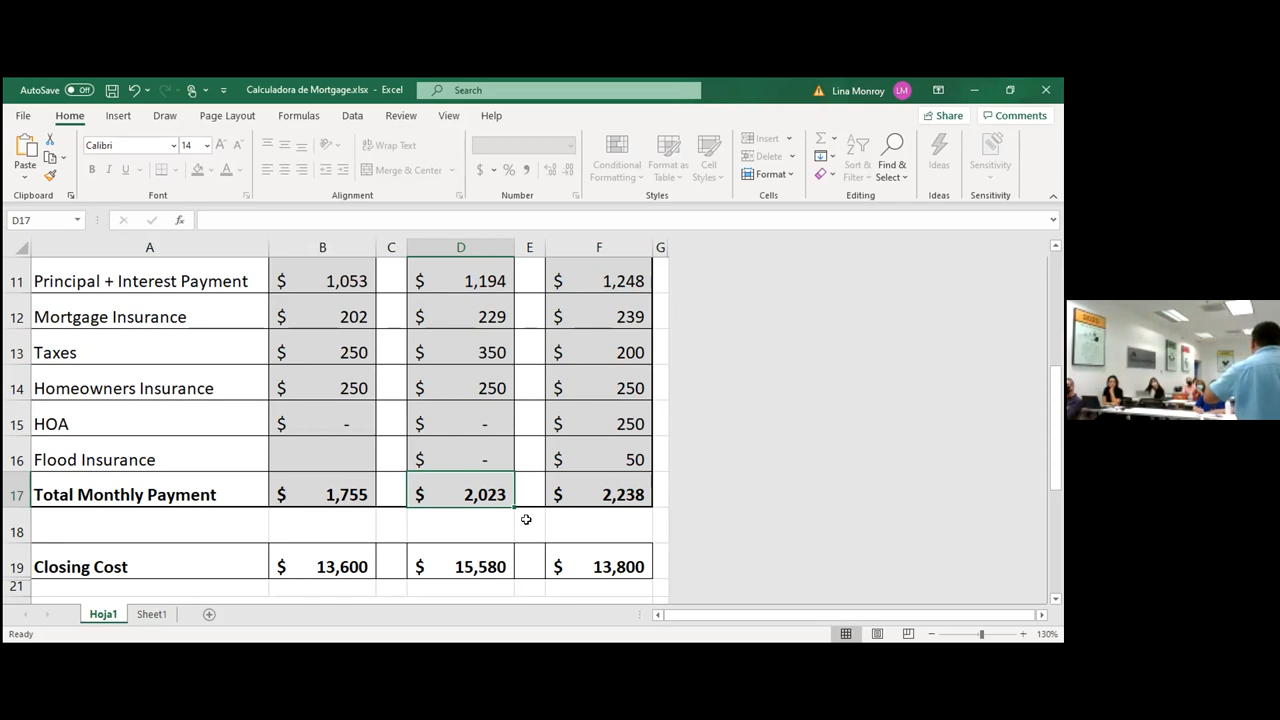 AutoSave Off Calculadora de Mortgage.xlsx - Excel Search Lina Monroy LM
File Home Insert Draw Page Layout Formulas Data Review View Help Share Comments
Paste Calibri 14 A A Wrap Text Insert Conditional Format as Cell Sort & Find & Ideas Sensitivity
B I U A Merge & Center $ % , Delete Formatting Table Styles Format Filter Select
Clipboard Font Alignment Number Styles Cells Editing Ideas Sensitivity
D17 fx
A B C D E F G
11 Principal + Interest Payment $ 1,053 $ 1,194 $ 1,248
12 Mortgage Insurance $ 202 $ 229 $ 239
13 Taxes $ 250 $ 350 $ 200
14 Homeowners Insurance $ 250 $ 250 $ 250
15 HOA $ - $ - $ 250
16 Flood Insurance $ - $ 50
17 Total Monthly Payment $ 1,755 $ 2,023 $ 2,238
18
19 Closing Cost $ 13,600 $ 15,580 $ 13,800
21
Hoja1 Sheet1
Ready 130%